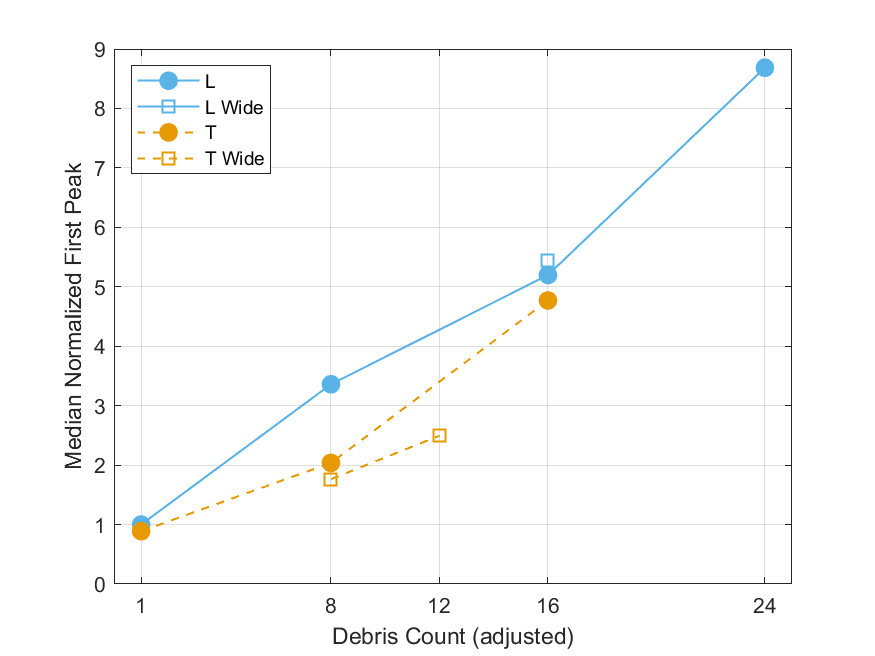 9
8
7
6
5
4
3
2
1
0
Median Normalized First Peak
L
L Wide
T
T Wide
1 8 12 16 24
Debris Count (adjusted)